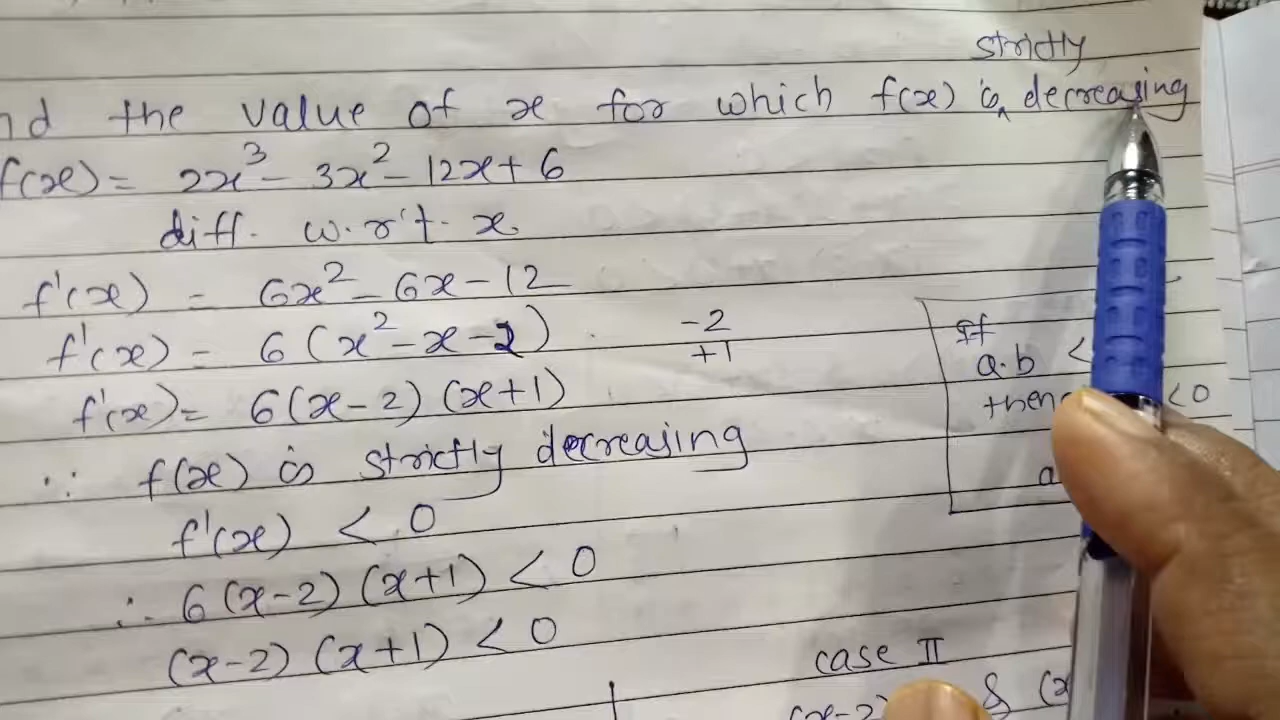 strictly
the value of x for which f(x) is ‸ decreasing
f(x) = 2x³ - 3x² - 12x + 6
diff. w.r.t. x.
f'(x) = 6x² - 6x - 12
f'(x) = 6(x² - x - 2)
-2
+1
f'(x) = 6(x-2)(x+1)
∵ f(x) is strictly decreasing
f'(x) < 0
∴ 6(x-2)(x+1) < 0
(x-2)(x+1) < 0
If
a.b <
then < 0
a
case II
(x-2) & (x